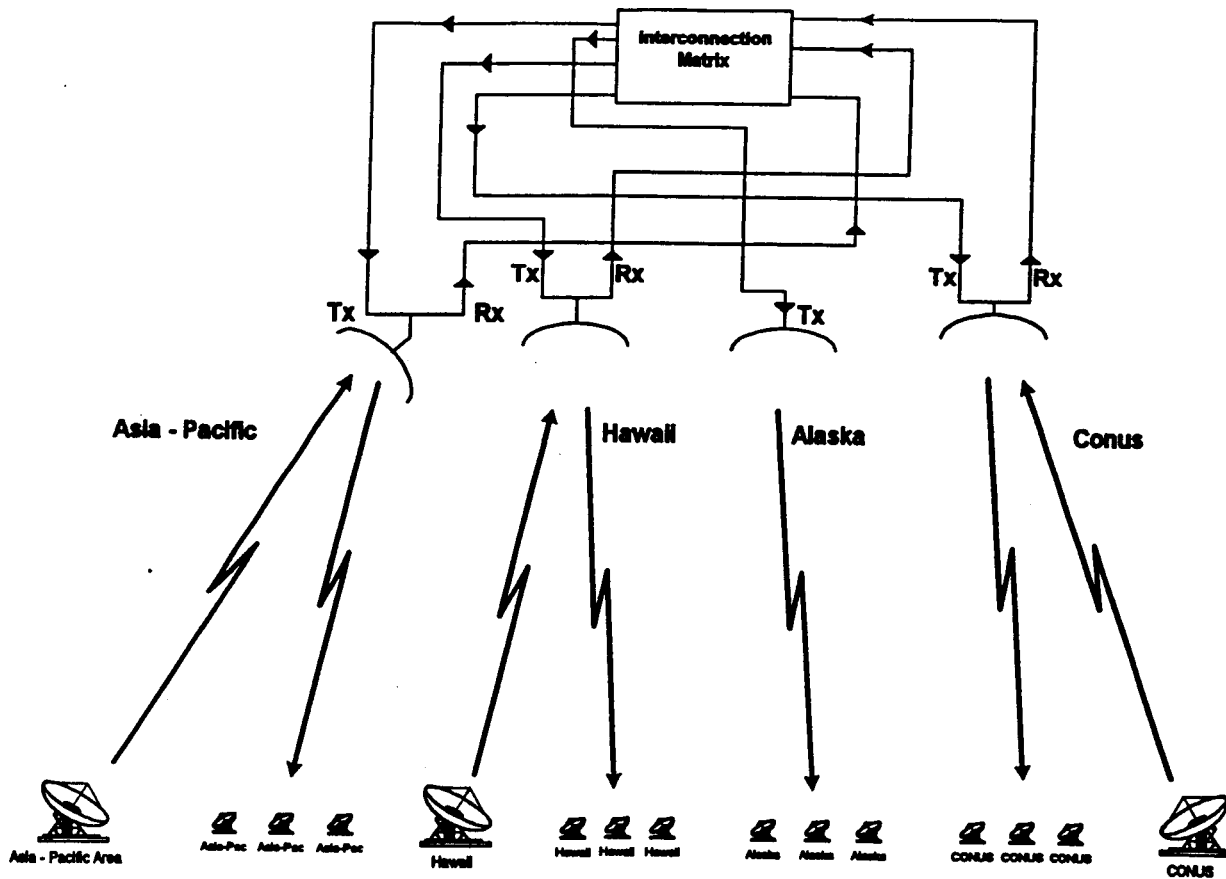 Interconnection
Matrix
Tx Rx
Tx
Rx
Tx
Tx Rx
Asia - Pacific
Hawaii
Alaska
Conus
Asia - Pacific Area
Asia-Pac Asia-Pac Asia-Pac
Hawaii
Hawaii Hawaii Hawaii
Alaska Alaska Alaska
CONUS CONUS CONUS
CONUS